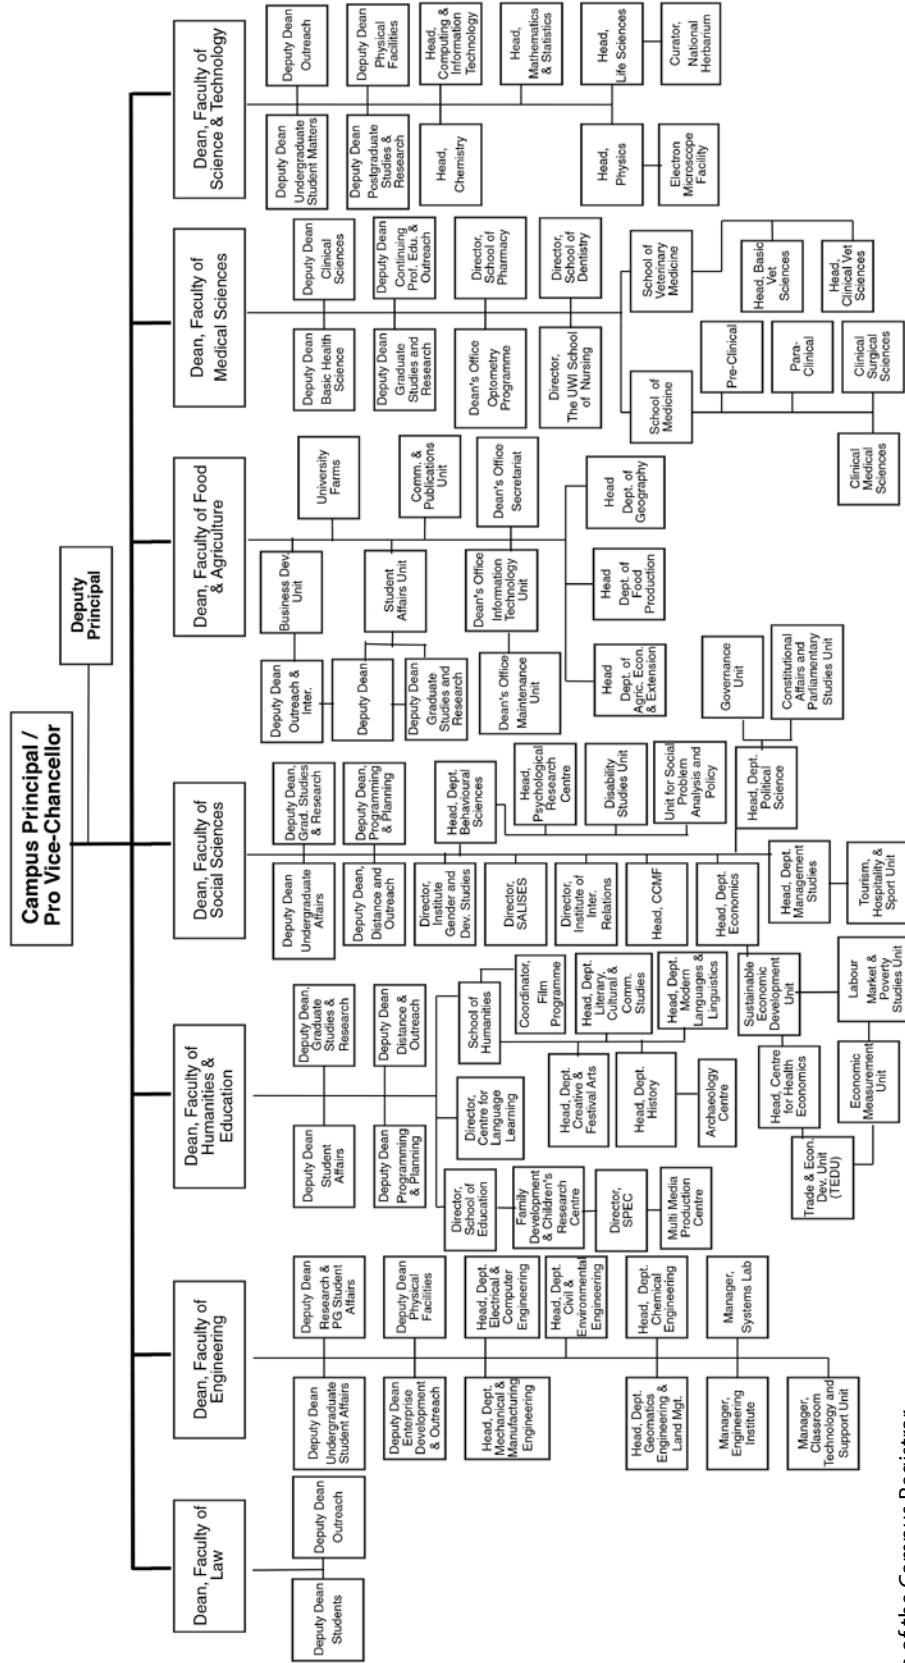 Campus Principal /
Pro Vice-Chancellor
Deputy
Principal
Dean, Faculty of
Law
Deputy Dean
Students
Deputy Dean
Outreach
Dean, Faculty of
Engineering
Deputy Dean
Undergraduate
Student Affairs
Deputy Dean
Research &
PG Student
Affairs
Deputy Dean
Enterprise
Development
& Outreach
Deputy Dean
Physical
Facilities
Head, Dept.
Mechanical &
Manufacturing
Engineering
Head, Dept.
Electrical &
Computer
Engineering
Head, Dept.
Civil &
Environmental
Engineering
Head, Dept.
Geomatics
Engineering &
Land Mgt.
Head, Dept.
Chemical
Engineering
Manager,
Engineering
Institute
Manager,
Systems Lab
Manager,
Classroom
Technology and
Support Unit
Dean, Faculty of
Humanities &
Education
Deputy Dean
Student
Affairs
Deputy Dean,
Graduate
Studies &
Research
Deputy Dean
Programming
& Planning
Deputy Dean
Distance &
Outreach
Director,
School of
Education
Family
Development
& Children's
Research
Centre
Director,
SPEC
Multi Media
Production
Centre
Director,
Centre for
Language
Learning
School of
Humanities
Coordinator,
Film
Programme
Head, Dept.
Creative &
Festival Arts
Head, Dept.
Literary,
Cultural &
Comm.
Studies
Head, Dept.
History
Head, Dept.
Modern
Languages &
Linguistics
Archaeology
Centre
Dean, Faculty of
Social Sciences
Deputy Dean
Undergraduate
Affairs
Deputy Dean,
Grad. Studies
& Research
Deputy Dean,
Distance and
Outreach
Deputy Dean,
Programming
& Planning
Director,
Institute
Gender and
Dev. Studies
Head, Dept.
Behavioural
Sciences
Head,
Psychological
Research
Centre
Disability
Studies Unit
Unit for Social
Problem
Analysis and
Policy
Director,
SALISES
Director,
Institute of
Inter.
Relations
Head, CCMF
Head, Dept.
Economics
Head, Dept.
Political
Science
Governance
Unit
Constitutional
Affairs and
Parliamentary
Studies Unit
Head, Dept.
Management
Studies
Tourism,
Hospitality &
Sport Unit
Sustainable
Economic
Development
Unit
Head, Centre
for Health
Economics
Labour
Market &
Poverty
Studies Unit
Economic
Measurement
Unit
Trade & Econ.
Dev. Unit
(TEDU)
Dean, Faculty of Food
& Agriculture
Business Dev.
Unit
University
Farms
Deputy Dean
Outreach &
Inter.
Deputy Dean
Deputy Dean
Graduate
Studies and
Research
Student
Affairs Unit
Comm. &
Publications
Unit
Dean's Office
Information
Technology
Unit
Dean's Office
Secretariat
Dean's Office
Maintenance
Unit
Head
Dept. of
Agric. Econ.
& Extension
Head
Dept. of
Food
Production
Head
Dept. of
Geography
Dean, Faculty of
Medical Sciences
Deputy Dean
Basic Health
Science
Deputy Dean
Clinical
Sciences
Deputy Dean
Graduate
Studies and
Research
Deputy Dean
Continuing
Prof. Edu. &
Outreach
Dean's Office
Optometry
Programme
Director,
School of
Pharmacy
Director,
The UWI School
of Nursing
Director,
School of
Dentistry
School of
Medicine
School of
Veterinary
Medicine
Pre-Clinical
Para-
Clinical
Clinical
Surgical
Sciences
Clinical
Medical
Sciences
Head, Basic
Vet
Sciences
Head,
Clinical Vet
Sciences
Dean, Faculty of
Science & Technology
Deputy Dean
Undergraduate
Student Matters
Deputy Dean
Outreach
Deputy Dean
Postgraduate
Studies &
Research
Deputy Dean
Physical
Facilities
Head,
Chemistry
Head,
Computing &
Information
Technology
Head,
Mathematics
& Statistics
Head,
Physics
Head,
Life Sciences
Electron
Microscope
Facility
Curator,
National
Herbarium
of the Campus Registrar